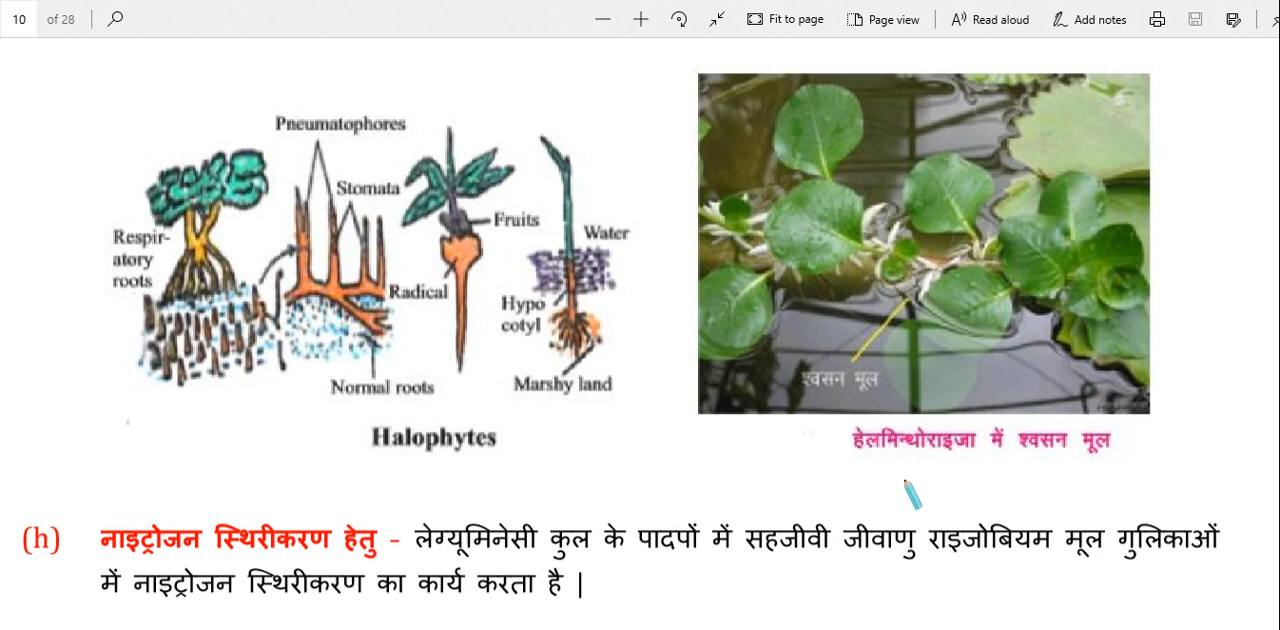 10 of 28 Fit to page Page view Read aloud Add notes
Pneumatophores
Stomata
Fruits
Water
Respir-
atory
roots
Radical
Hypo
cotyl
Normal roots
Marshy land
Halophytes
श्वसन मूल
हेलमिन्थोराइजा में श्वसन मूल
(h) नाइट्रोजन स्थिरीकरण हेतु - लेग्यूमिनेसी कुल के पादपों में सहजीवी जीवाणु राइजोबियम मूल गुलिकाओं
में नाइट्रोजन स्थिरीकरण का कार्य करता है |